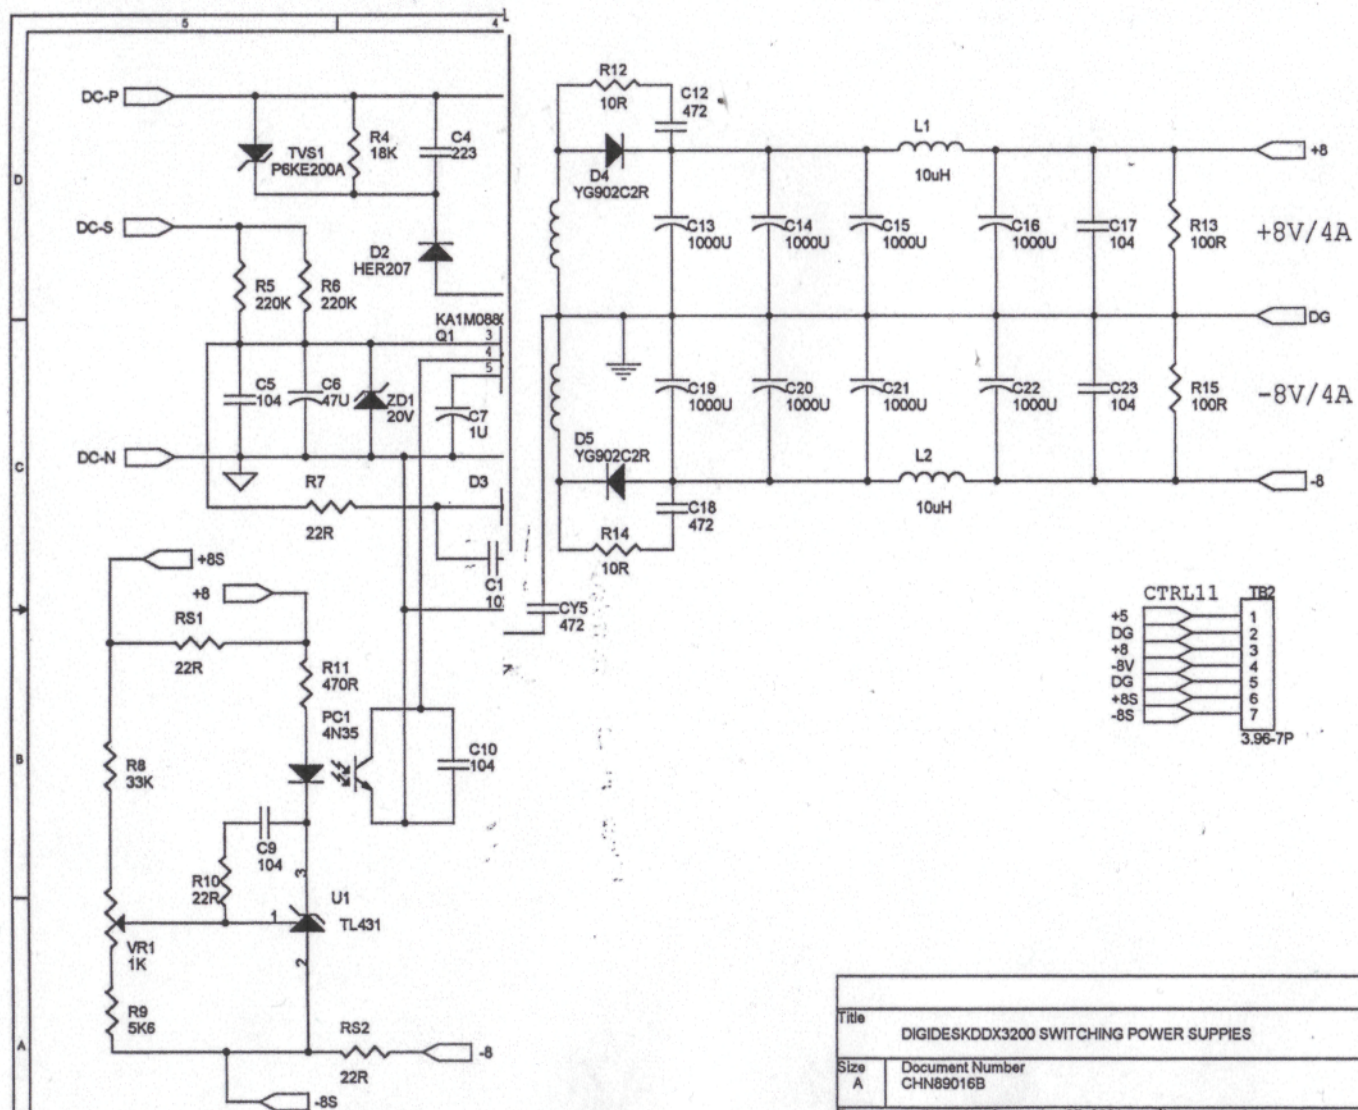 5
4
D
C
B
A
DC-P
TVS1
P6KE200A
R4
18K
C4
223
DC-S
R5
220K
R6
220K
D2
HER207
KA1M088
Q1
3
4
5
C5
104
C6
47U
ZD1
20V
C7
1U
DC-N
R7
22R
D3
+8S
+8
RS1
22R
R11
470R
PC1
4N35
C10
104
R8
33K
C9
104
R10
22R
3
1
2
U1
TL431
VR1
1K
R9
5K6
RS2
22R
-8
-8S
R12
10R
C12
472
D4
YG902C2R
L1
10uH
+8
C13
1000U
C14
1000U
C15
1000U
C16
1000U
C17
104
R13
100R
+8V/4A
DG
C19
1000U
C20
1000U
C21
1000U
C22
1000U
C23
104
R15
100R
-8V/4A
D5
YG902C2R
L2
10uH
-8
C18
472
R14
10R
CY5
472
CTRL11
TB2
+5 1
DG 2
+8 3
-8V 4
DG 5
+8S 6
-8S 7
3.96-7P
Title
DIGIDESKDDX3200 SWITCHING POWER SUPPIES
Size
A
Document Number
CHN89016B